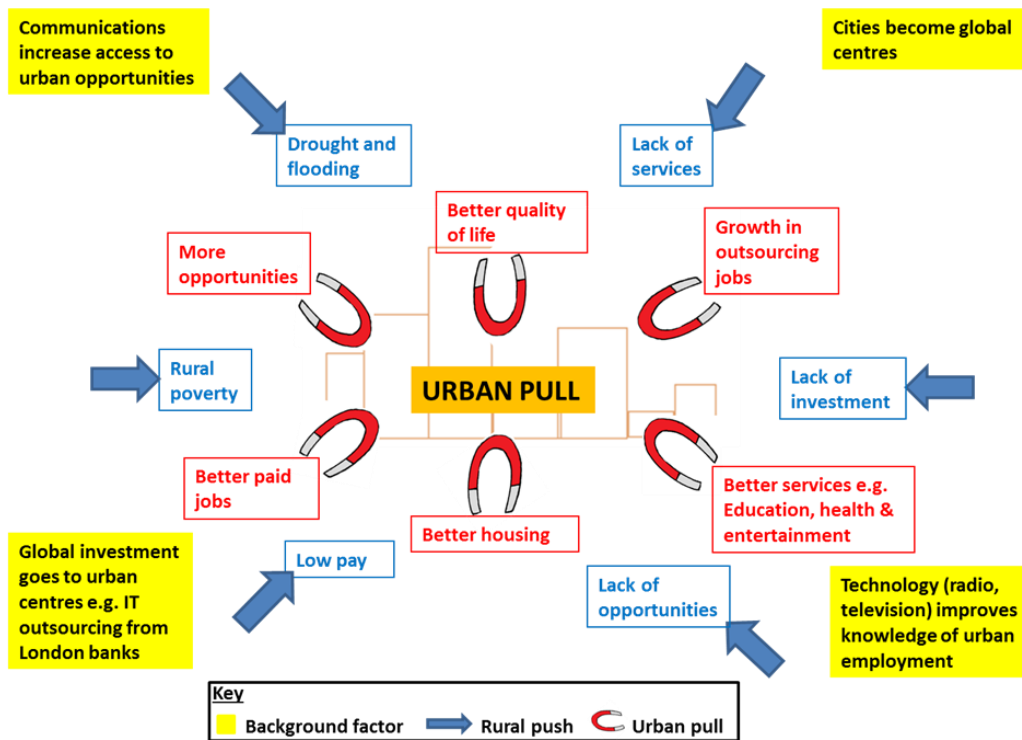 Communications
increase access to
urban opportunities
Cities become global
centres
Drought and
flooding
Lack of
services
Better quality
of life
More
opportunities
Growth in
outsourcing
jobs
Rural
poverty
URBAN PULL
Lack of
investment
Better paid
jobs
Better housing
Better services e.g.
Education, health &
entertainment
Global investment
goes to urban
centres e.g. IT
outsourcing from
London banks
Low pay
Lack of
opportunities
Technology (radio,
television) improves
knowledge of urban
employment
Key
Background factor
Rural push
Urban pull